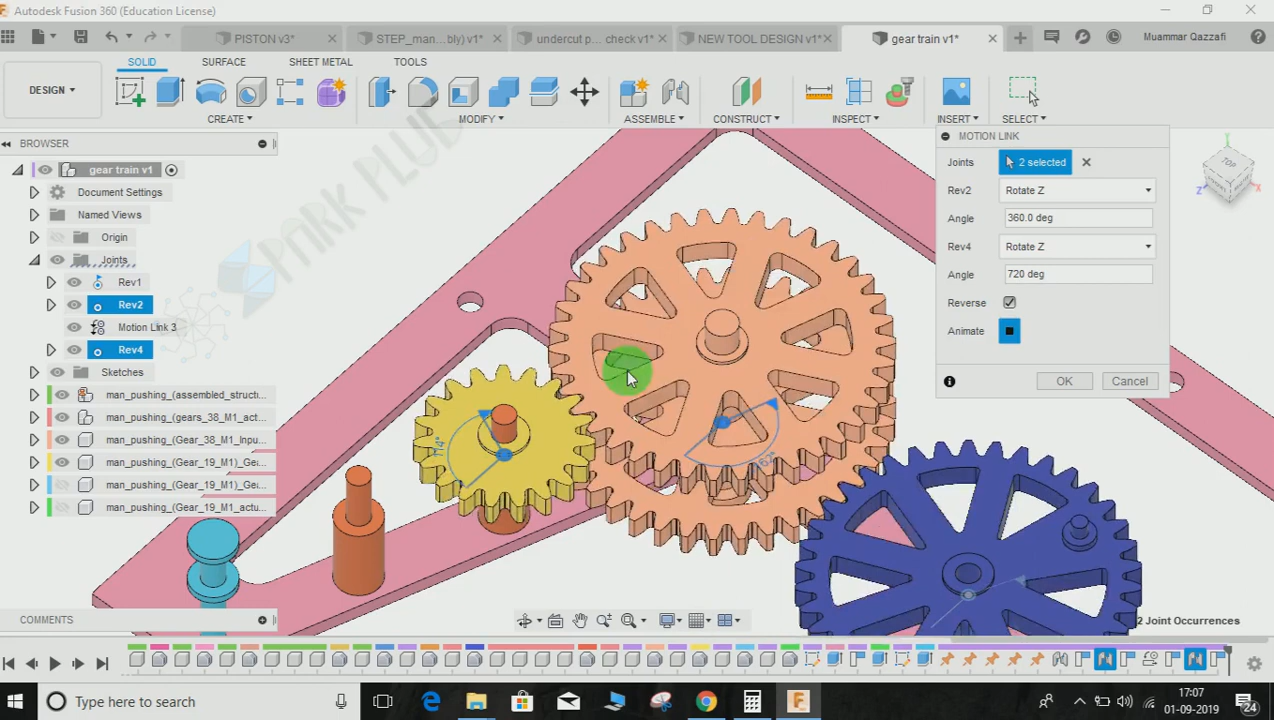 Autodesk Fusion 360 (Education License)
PISTON v3*
STEP_man... bly) v1*
undercut p... check v1*
NEW TOOL DESIGN v1*
gear train v1*
Muammar Qazzafi
SOLID
SURFACE
SHEET METAL
TOOLS
DESIGN
CREATE
MODIFY
ASSEMBLE
CONSTRUCT
INSPECT
INSERT
SELECT
BROWSER
gear train v1
Document Settings
Named Views
Origin
Joints
Rev1
Rev2
Motion Link 3
Rev4
Sketches
man_pushing_(assembled_structu...
man_pushing_(gears_38_M1_act...
man_pushing_(Gear_38_M1_Inpu...
man_pushing_(Gear_19_M1)_Gea...
man_pushing_(Gear_19_M1)_Gea...
man_pushing_(Gear_19_M1_actu...
MOTION LINK
Joints
2 selected
Rev2
Rotate Z
Angle
360.0 deg
Rev4
Rotate Z
Angle
720 deg
Reverse
Animate
OK
Cancel
TOP
2 Joint Occurrences
COMMENTS
Type here to search
17:07
01-09-2019
24